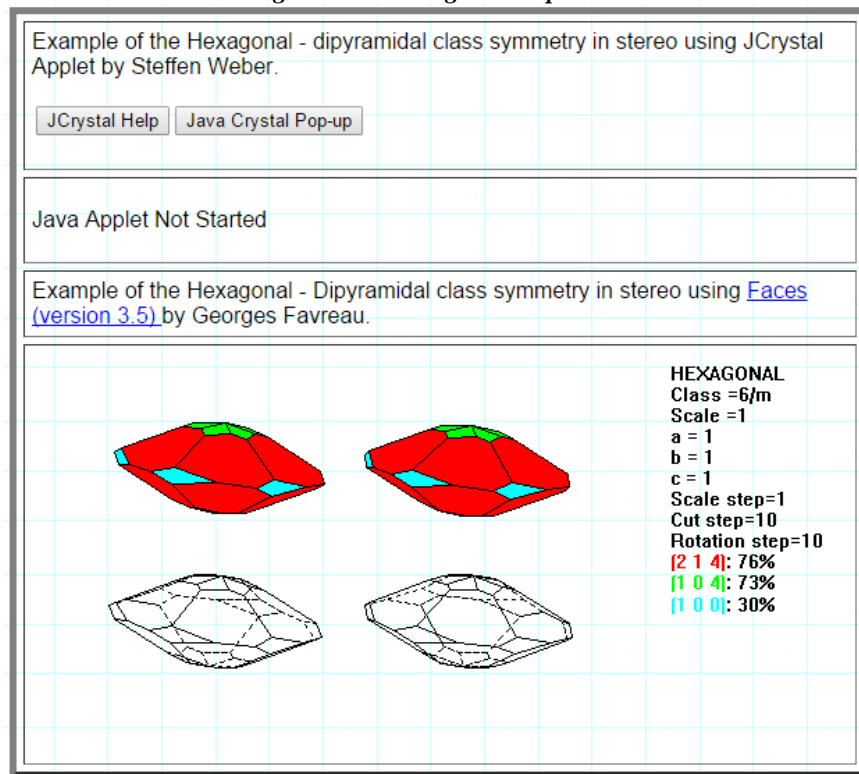 Example of the Hexagonal - dipyramidal class symmetry in stereo using JCrystal
Applet by Steffen Weber.
JCrystal Help Java Crystal Pop-up
Java Applet Not Started
Example of the Hexagonal - Dipyramidal class symmetry in stereo using Faces
(version 3.5) by Georges Favreau.
HEXAGONAL
Class =6/m
Scale =1
a = 1
b = 1
c = 1
Scale step=1
Cut step=10
Rotation step=10
{2 1 4}: 76%
{1 0 4}: 73%
{1 0 0}: 30%